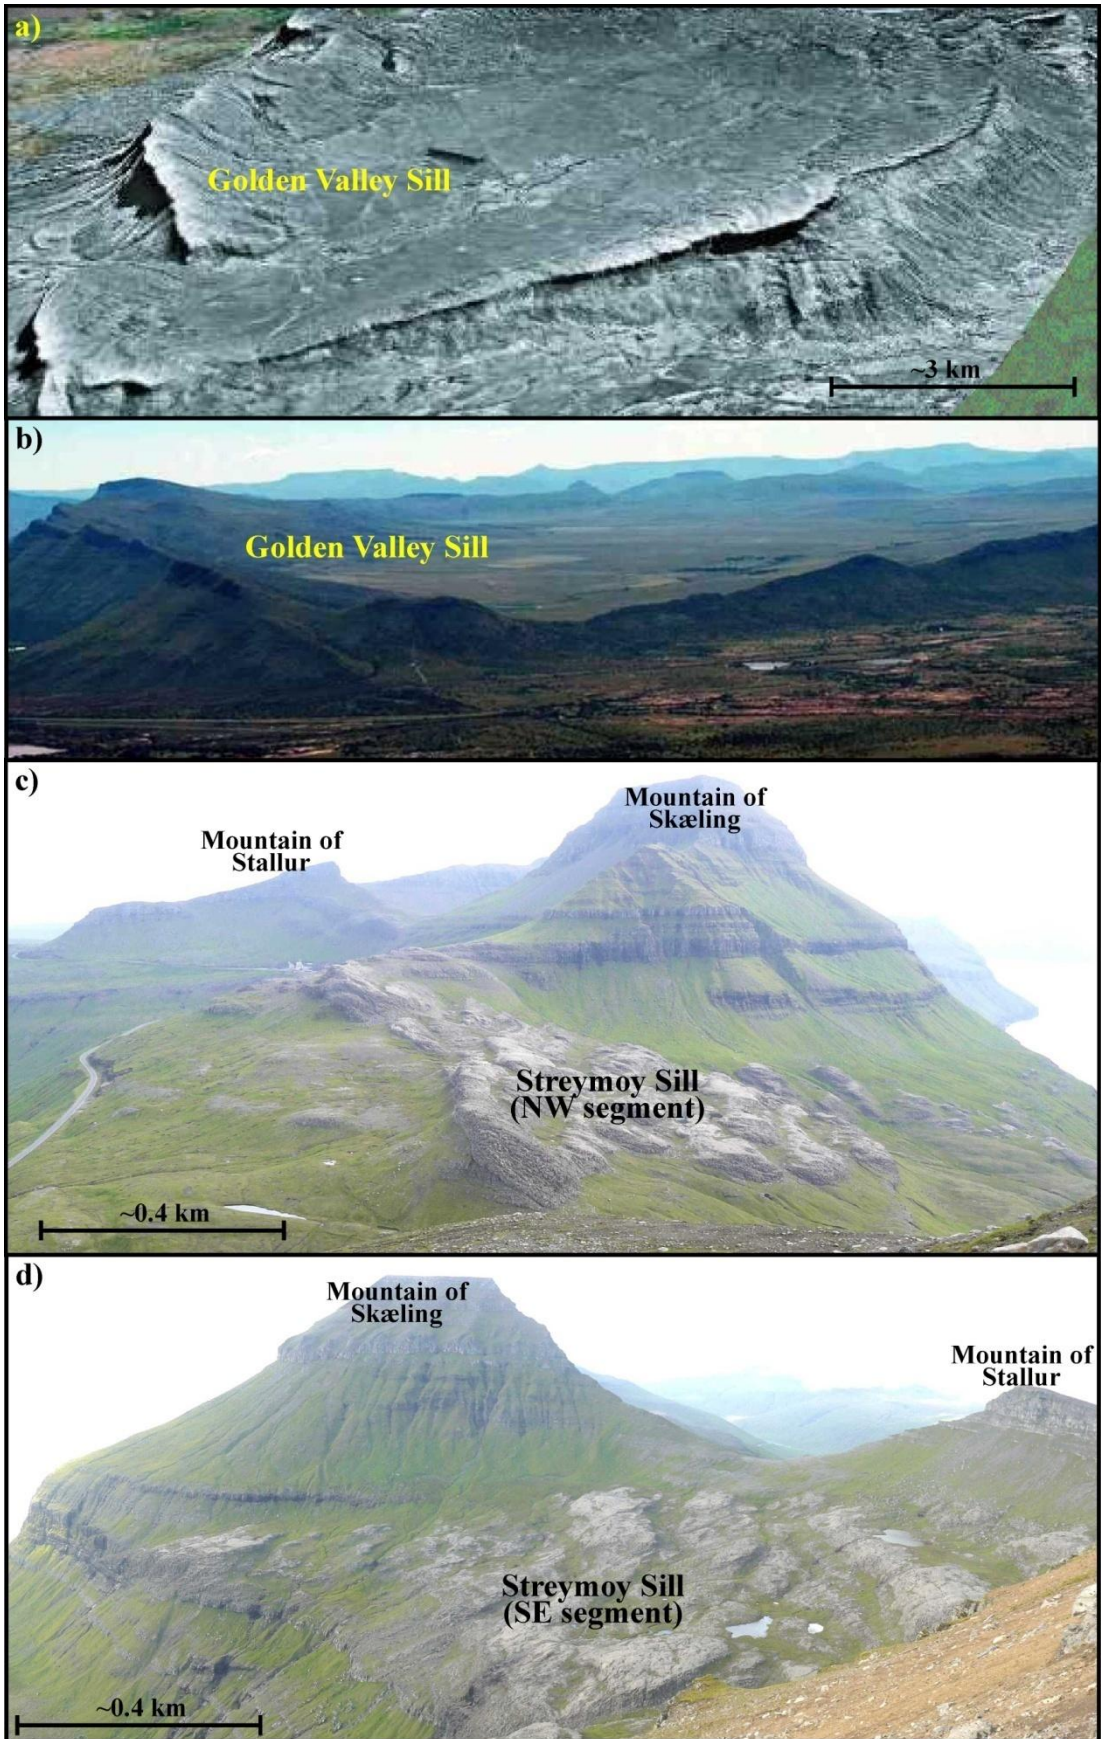 a)
Golden Valley Sill
~3 km
b)
Golden Valley Sill
c)
Mountain of
Skæling
Mountain of
Stallur
Streymoy Sill
(NW segment)
~0.4 km
d)
Mountain of
Skæling
Mountain of
Stallur
Streymoy Sill
(SE segment)
~0.4 km